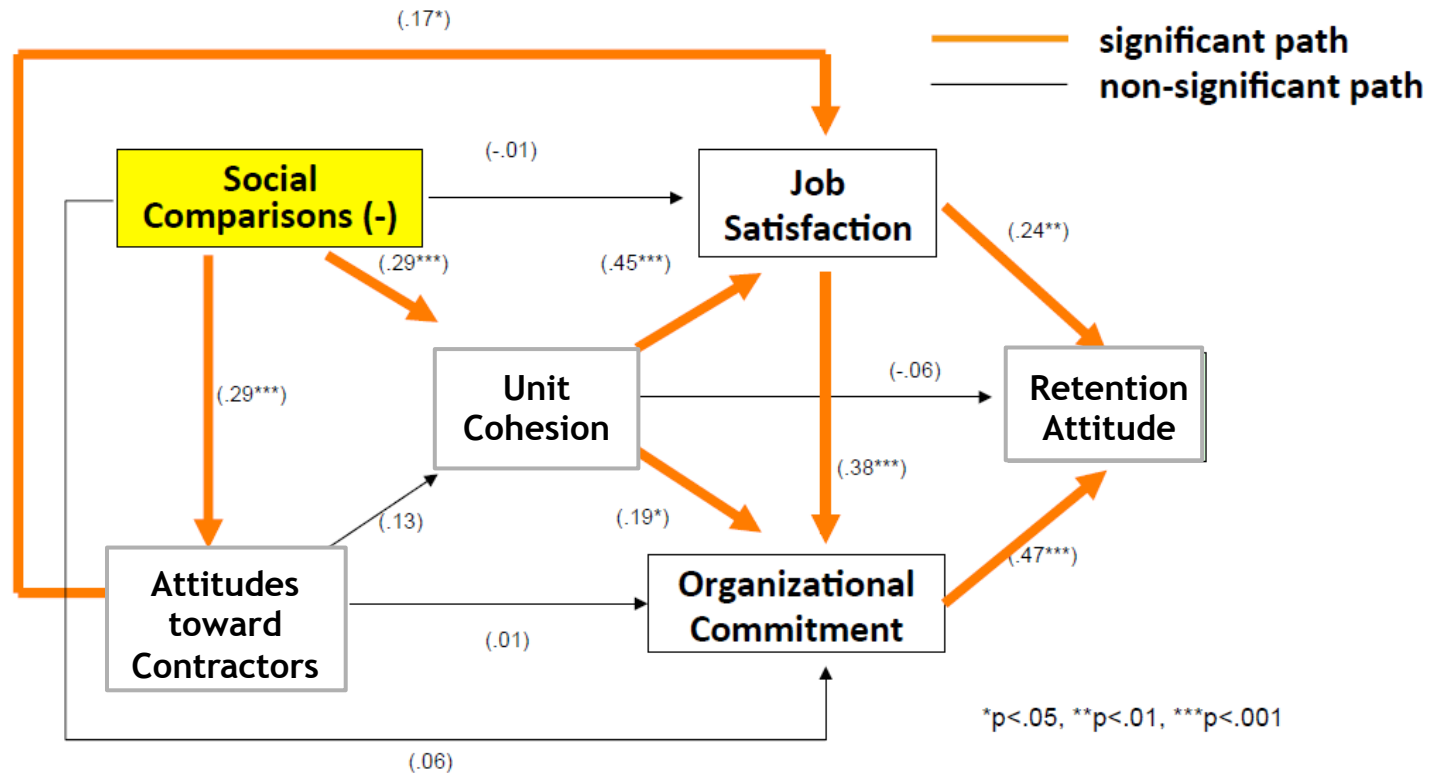 (.17*)
significant path
non-significant path
Social
Comparisons (-)
(-.01)
Job
Satisfaction
(.24**)
(.29***)
(.45***)
Unit
Cohesion
(-.06)
Retention
Attitude
(.29***)
(.38***)
(.13)
(.19*)
(.47***)
Attitudes
toward
Contractors
(.01)
Organizational
Commitment
*p<.05, **p<.01, ***p<.001
(.06)